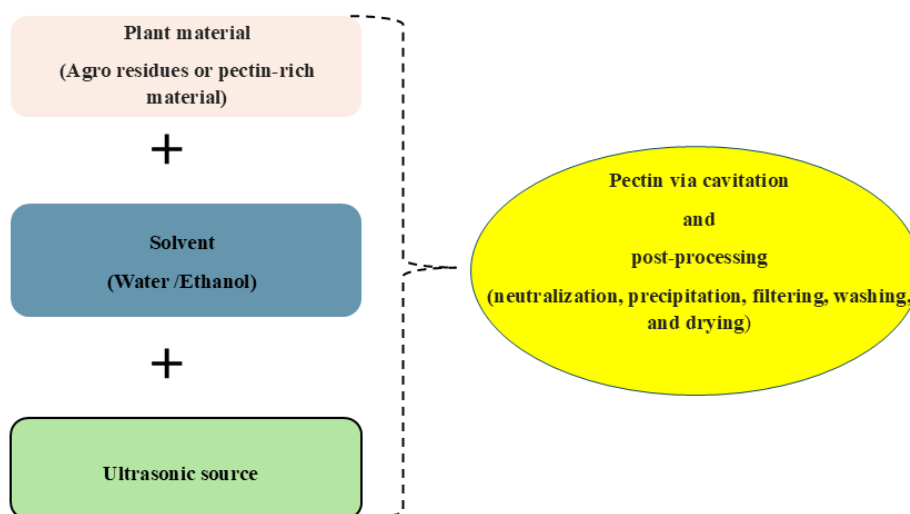 Plant material
(Agro residues or pectin-rich
material)
+
Solvent
(Water /Ethanol)
+
Ultrasonic source
Pectin via cavitation
and
post-processing
(neutralization, precipitation, filtering, washing,
and drying)